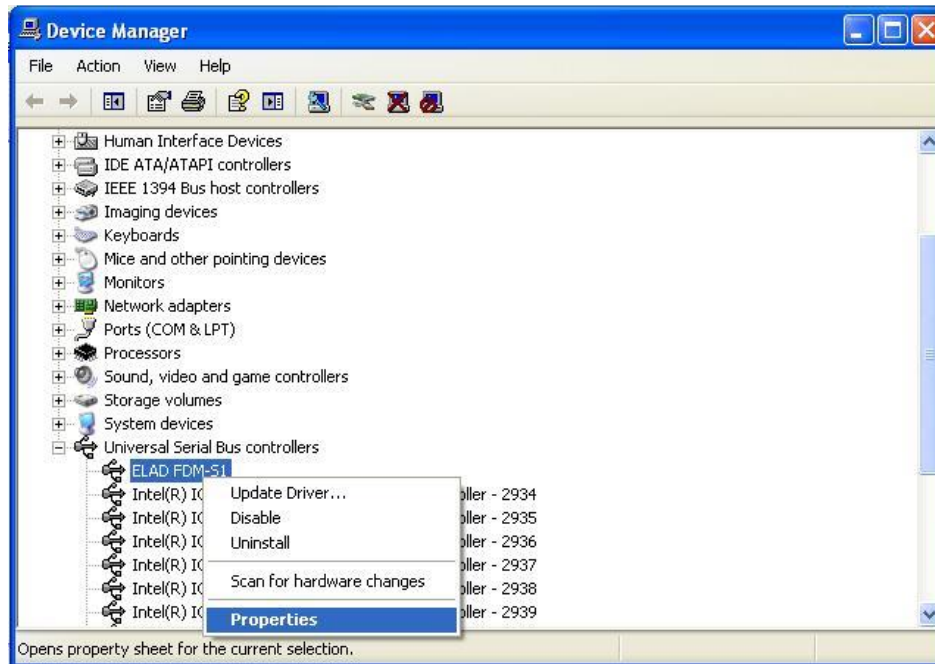 Device Manager
File Action View Help
Human Interface Devices
IDE ATA/ATAPI controllers
IEEE 1394 Bus host controllers
Imaging devices
Keyboards
Mice and other pointing devices
Monitors
Network adapters
Ports (COM & LPT)
Processors
Sound, video and game controllers
Storage volumes
System devices
Universal Serial Bus controllers
ELAD FDM-S1
Intel(R) IC
Update Driver...
oller - 2934
Intel(R) IC
Disable
oller - 2935
Intel(R) IC
Uninstall
oller - 2936
Intel(R) IC
oller - 2937
Intel(R) IC
Scan for hardware changes
oller - 2938
Intel(R) IC
Properties
oller - 2939
Opens property sheet for the current selection.